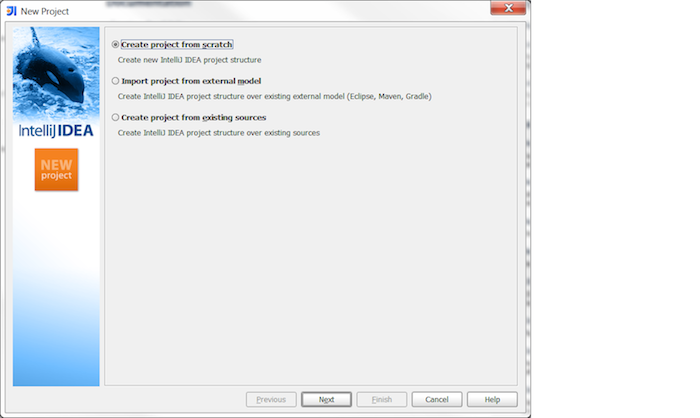 New Project
Create project from scratch
Create new IntelliJ IDEA project structure
Import project from external model
Create IntelliJ IDEA project structure over existing external model (Eclipse, Maven, Gradle)
Create project from existing sources
Create IntelliJ IDEA project structure over existing sources
IntelliJ IDEA
NEW
project
Previous
Next
Finish
Cancel
Help